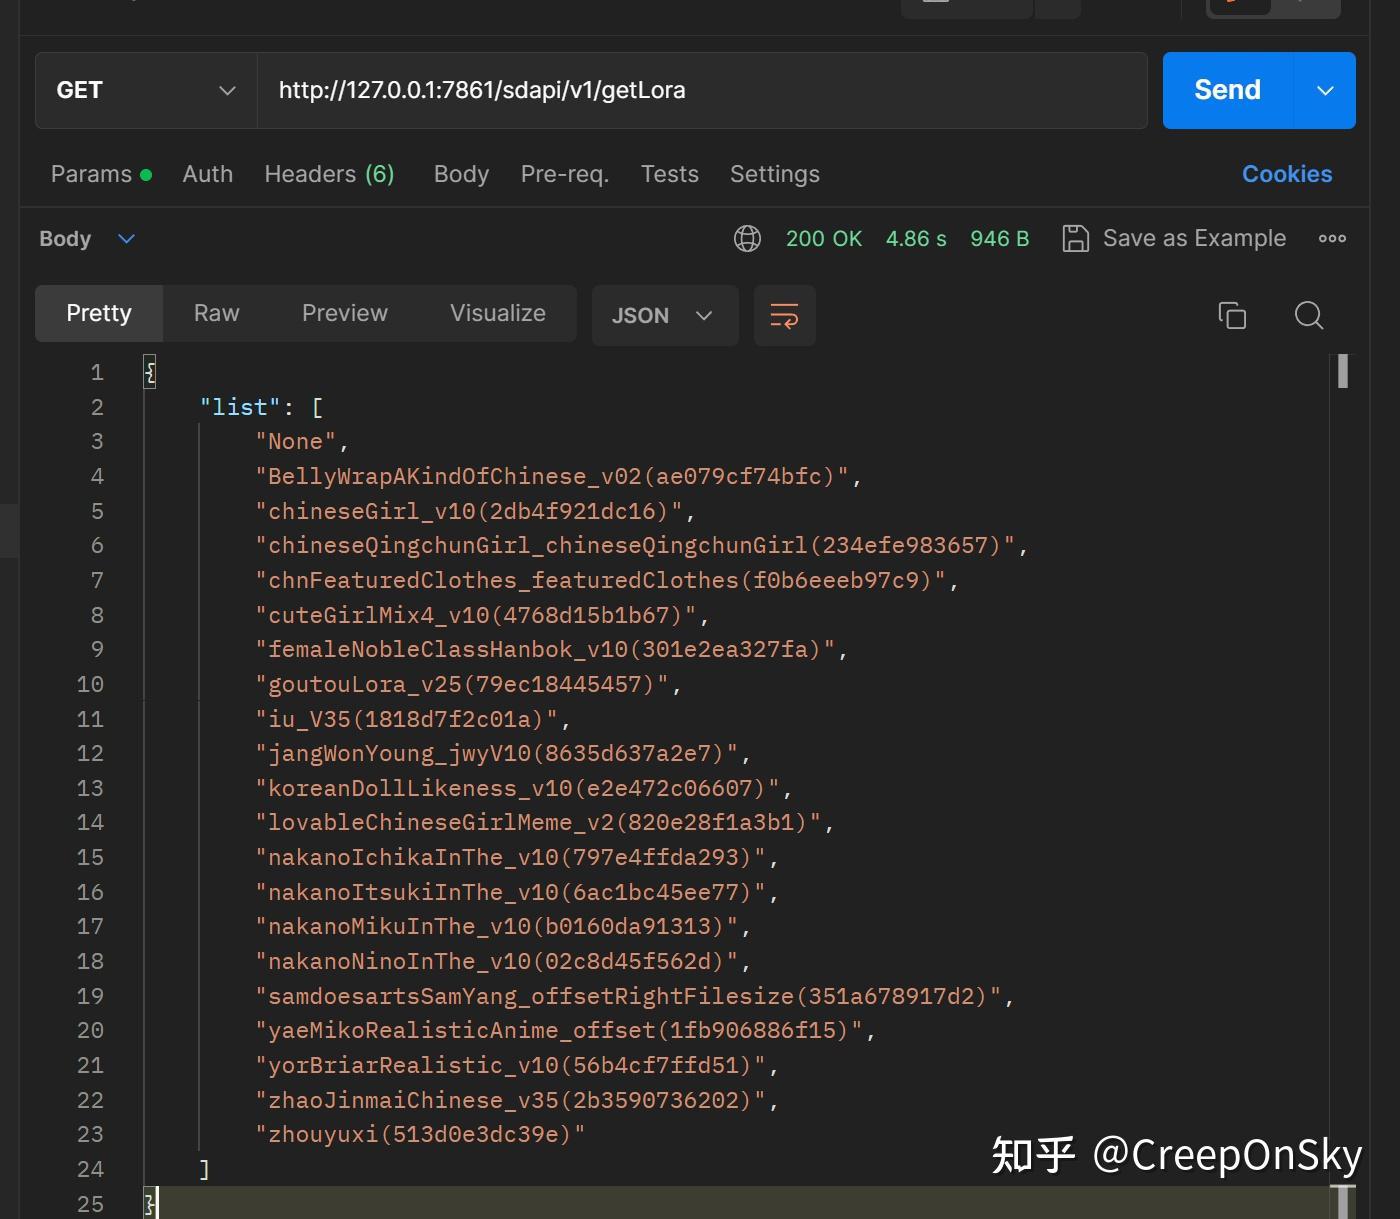 GET http://127.0.0.1:7861/sdapi/v1/getLora Send
Params Auth Headers (6) Body Pre-req. Tests Settings Cookies
Body 200 OK 4.86 s 946 B Save as Example
Pretty Raw Preview Visualize JSON
1 {
2 "list": [
3 "None",
4 "BellyWrapAKindOfChinese_v02(ae079cf74bfc)",
5 "chineseGirl_v10(2db4f921dc16)",
6 "chineseQingchunGirl_chineseQingchunGirl(234efe983657)",
7 "chnFeaturedClothes_featuredClothes(f0b6eeeb97c9)",
8 "cuteGirlMix4_v10(4768d15b1b67)",
9 "femaleNobleClassHanbok_v10(301e2ea327fa)",
10 "goutouLora_v25(79ec18445457)",
11 "iu_V35(1818d7f2c01a)",
12 "jangWonYoung_jwyV10(8635d637a2e7)",
13 "koreanDollLikeness_v10(e2e472c06607)",
14 "lovableChineseGirlMeme_v2(820e28f1a3b1)",
15 "nakanoIchikaInThe_v10(797e4ffda293)",
16 "nakanoItsukiInThe_v10(6ac1bc45ee77)",
17 "nakanoMikuInThe_v10(b0160da91313)",
18 "nakanoNinoInThe_v10(02c8d45f562d)",
19 "samdoesartsSamYang_offsetRightFilesize(351a678917d2)",
20 "yaeMikoRealisticAnime_offset(1fb906886f15)",
21 "yorBriarRealistic_v10(56b4cf7ffd51)",
22 "zhaoJinmaiChinese_v35(2b3590736202)",
23 "zhouyuxi(513d0e3dc39e)"
24 ]
25 }
知乎 @CreepOnSky